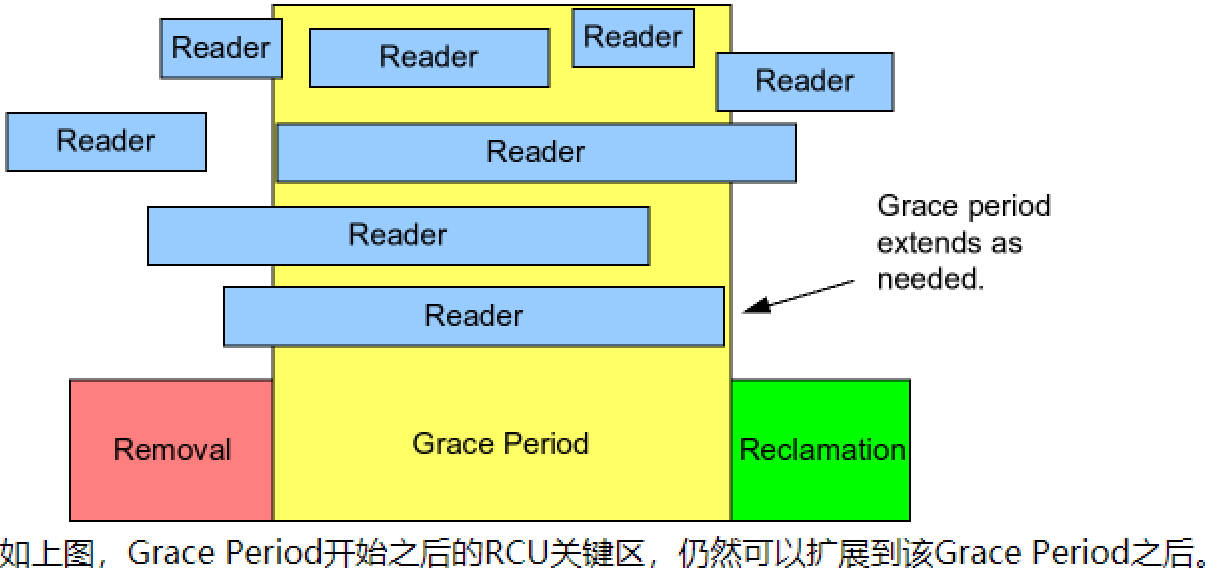 Reader
Reader
Reader
Reader
Reader
Reader
Reader
Reader
Grace period
extends as
needed.
Removal
Grace Period
Reclamation
如上图，Grace Period开始之后的RCU关键区，仍然可以扩展到该Grace Period之后。